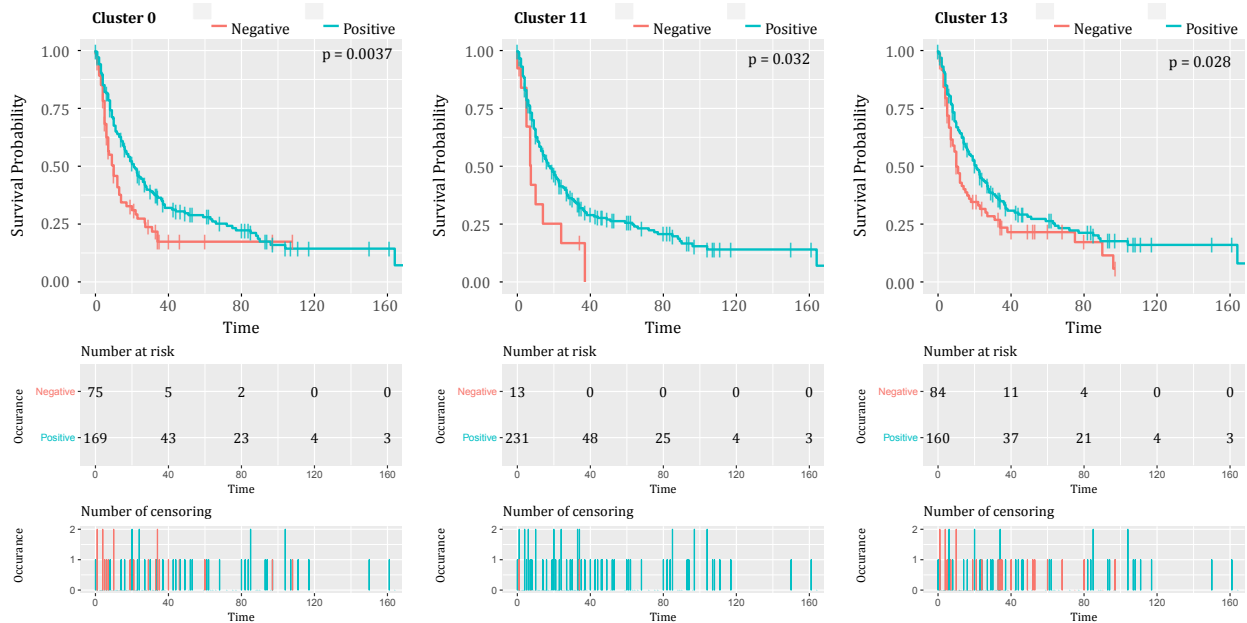 Cluster 0
Negative Positive
p = 0.0037
Survival Probability
1.00
0.75
0.50
0.25
0.00
0 40 80 120 160
Time
Number at risk
Occurance
Negative 75 5 2 0 0
Positive 169 43 23 4 3
0 40 80 120 160
Time
Number of censoring
Occurance
2
1
0
0 40 80 120 160
Time
Cluster 11
Negative Positive
p = 0.032
Survival Probability
1.00
0.75
0.50
0.25
0.00
0 40 80 120 160
Time
Number at risk
Occurance
Negative 13 0 0 0 0
Positive 231 48 25 4 3
0 40 80 120 160
Time
Number of censoring
Occurance
2
1
0
0 40 80 120 160
Time
Cluster 13
Negative Positive
p = 0.028
Survival Probability
1.00
0.75
0.50
0.25
0.00
0 40 80 120 160
Time
Number at risk
Occurance
Negative 84 11 4 0 0
Positive 160 37 21 4 3
0 40 80 120 160
Time
Number of censoring
Occurance
2
1
0
0 40 80 120 160
Time